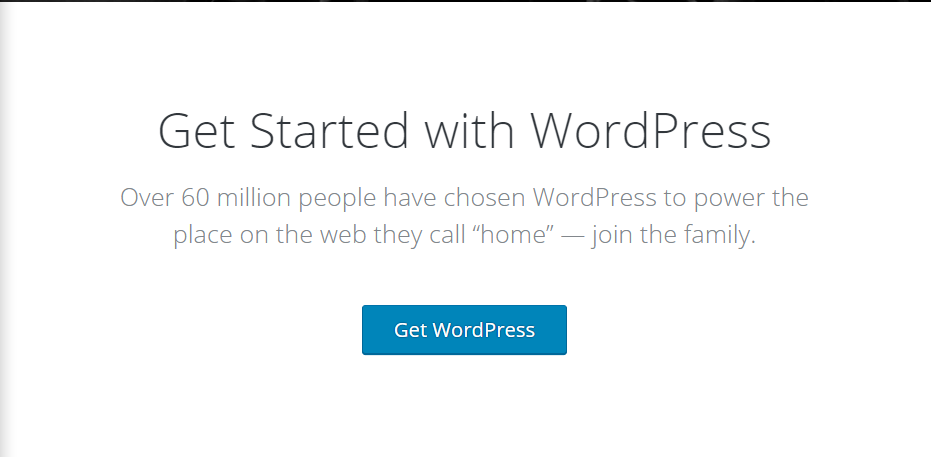 Get Started with WordPress
Over 60 million people have chosen WordPress to power the
place on the web they call “home” — join the family.
Get WordPress